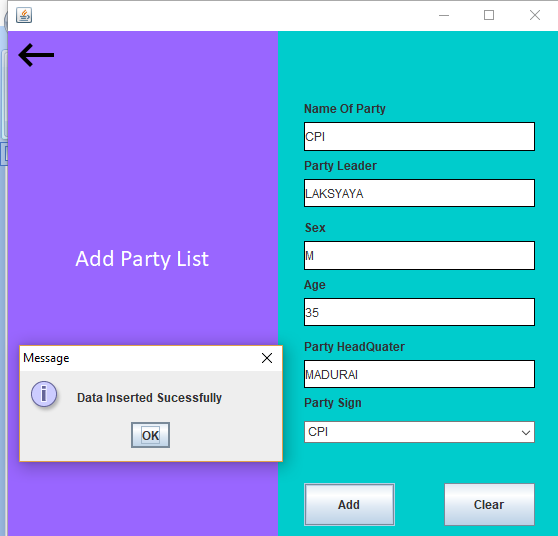 Add Party List
Name Of Party
CPI
Party Leader
LAKSYAYA
Sex
M
Age
35
Party HeadQuater
MADURAI
Party Sign
CPI
Add
Clear
Message
Data Inserted Sucessfully
OK